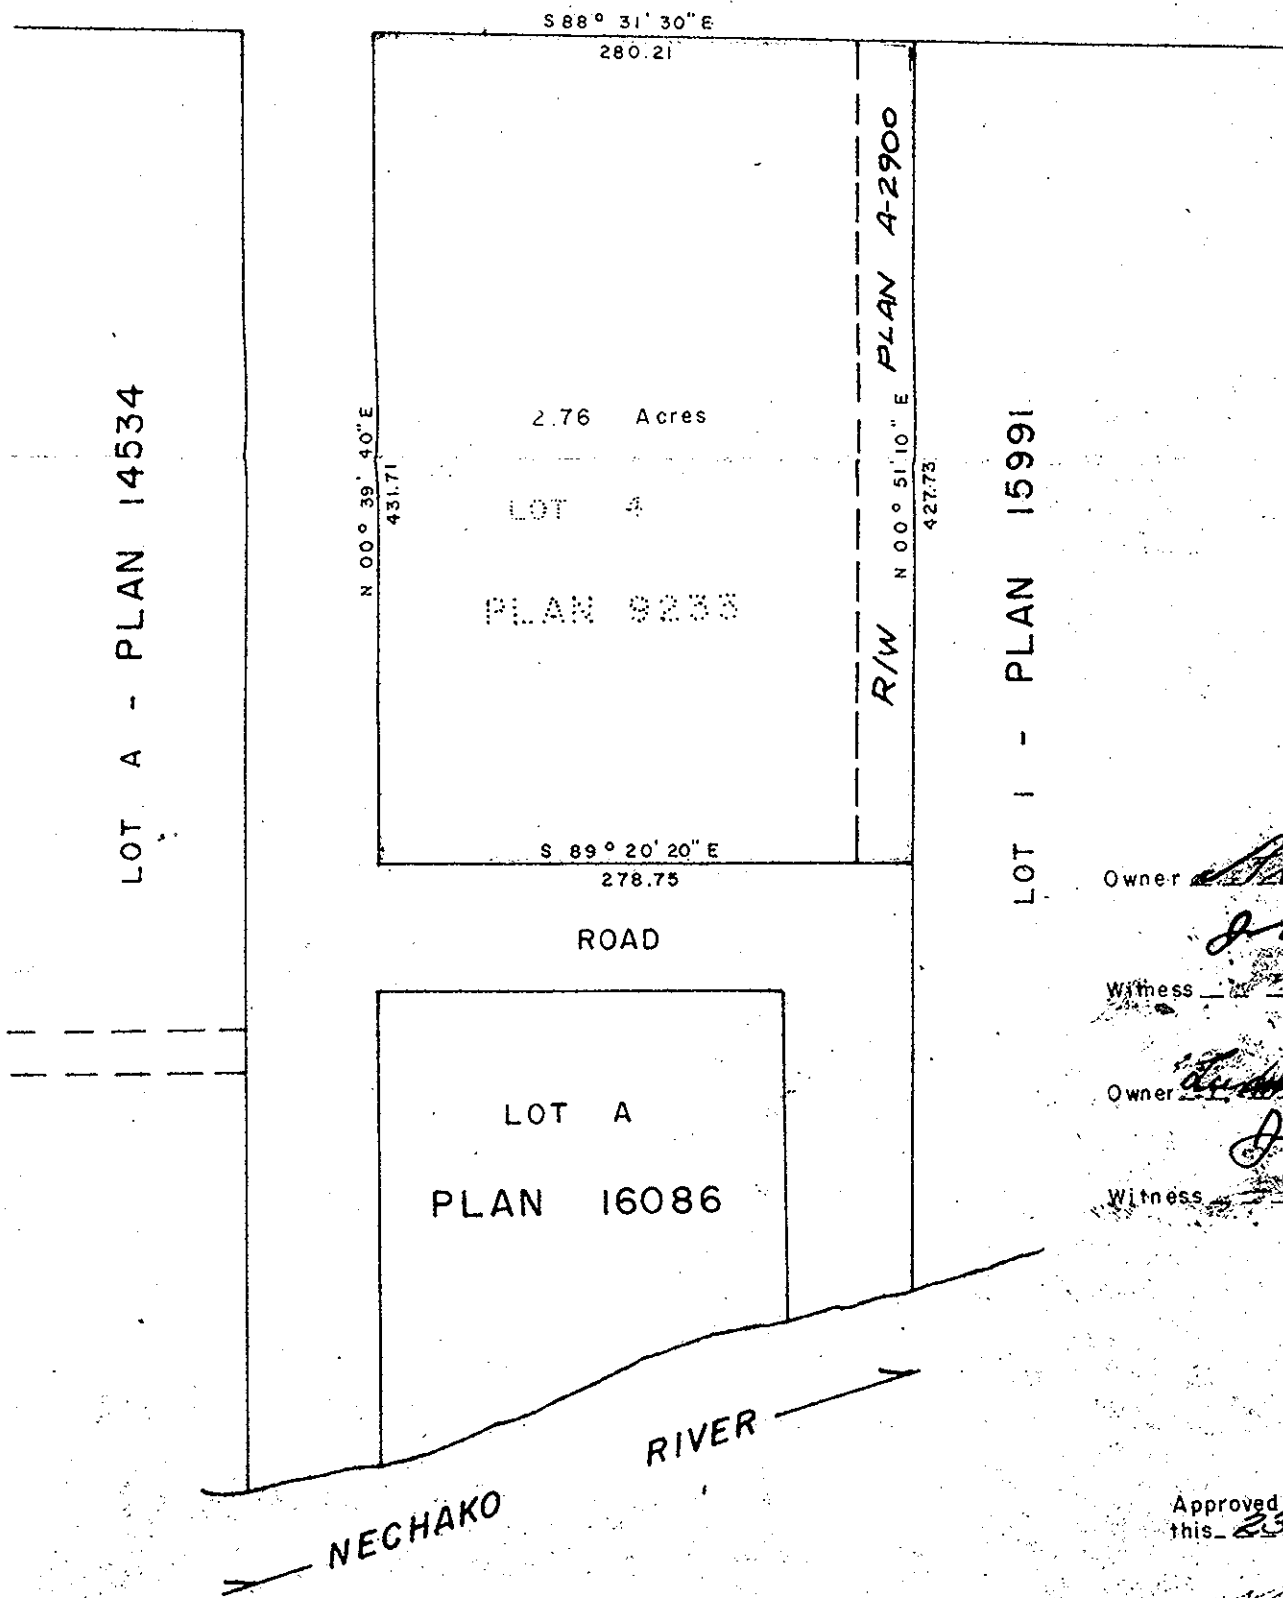 S 88° 31' 30" E
280.21
R/W PLAN A-2900
2.76 Acres
N 00° 39' 40" E
431.71
N 00° 51' 10" E
427.73
LOT A - PLAN 14534
LOT 4
PLAN 9233
LOT 1 - PLAN 15991
S 89° 20' 20" E
278.75
ROAD
Owner
Witness
LOT A
PLAN 16086
Owner
Witness
NECHAKO RIVER
Approved
this 23